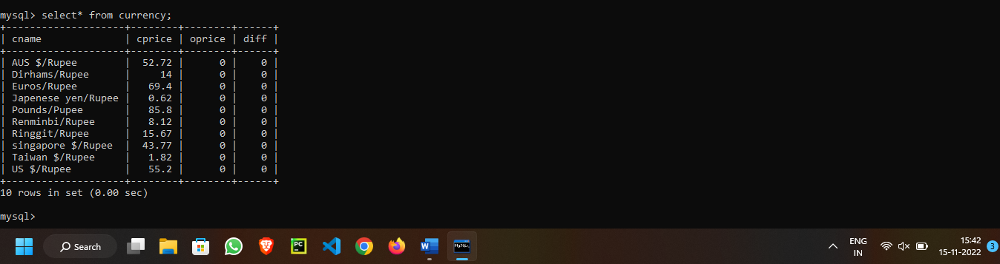 mysql> select* from currency;
+--------------------+--------+--------+------+
| cname              | cprice | oprice | diff |
+--------------------+--------+--------+------+
| AUS $/Rupee        |  52.72 |      0 |    0 |
| Dirhams/Rupee      |     14 |      0 |    0 |
| Euros/Rupee        |   69.4 |      0 |    0 |
| Japenese yen/Rupee |   0.62 |      0 |    0 |
| Pounds/Pupee       |   85.8 |      0 |    0 |
| Renminbi/Rupee     |   8.12 |      0 |    0 |
| Ringgit/Rupee      |  15.67 |      0 |    0 |
| singapore $/Rupee  |  43.77 |      0 |    0 |
| Taiwan $/Rupee     |   1.82 |      0 |    0 |
| US $/Rupee         |   55.2 |      0 |    0 |
+--------------------+--------+--------+------+
10 rows in set (0.00 sec)
mysql>
Search
PC
W
MySQL
ENG
IN
15:42
15-11-2022
3